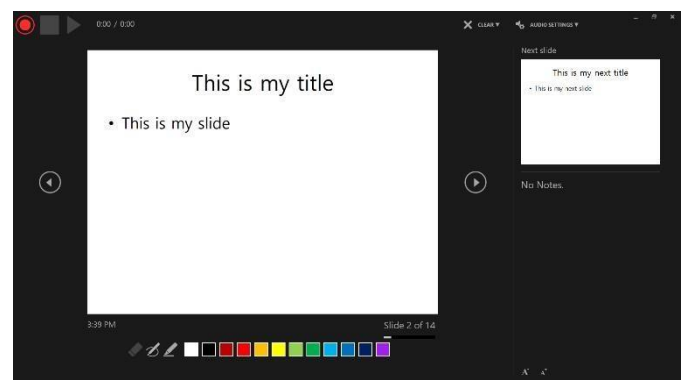 0:00 / 0:00
CLEAR
AUDIO SETTINGS
Next slide
This is my title
• This is my slide
This is my next title
• This is my next slide
No Notes.
3:39 PM
Slide 2 of 14
A A